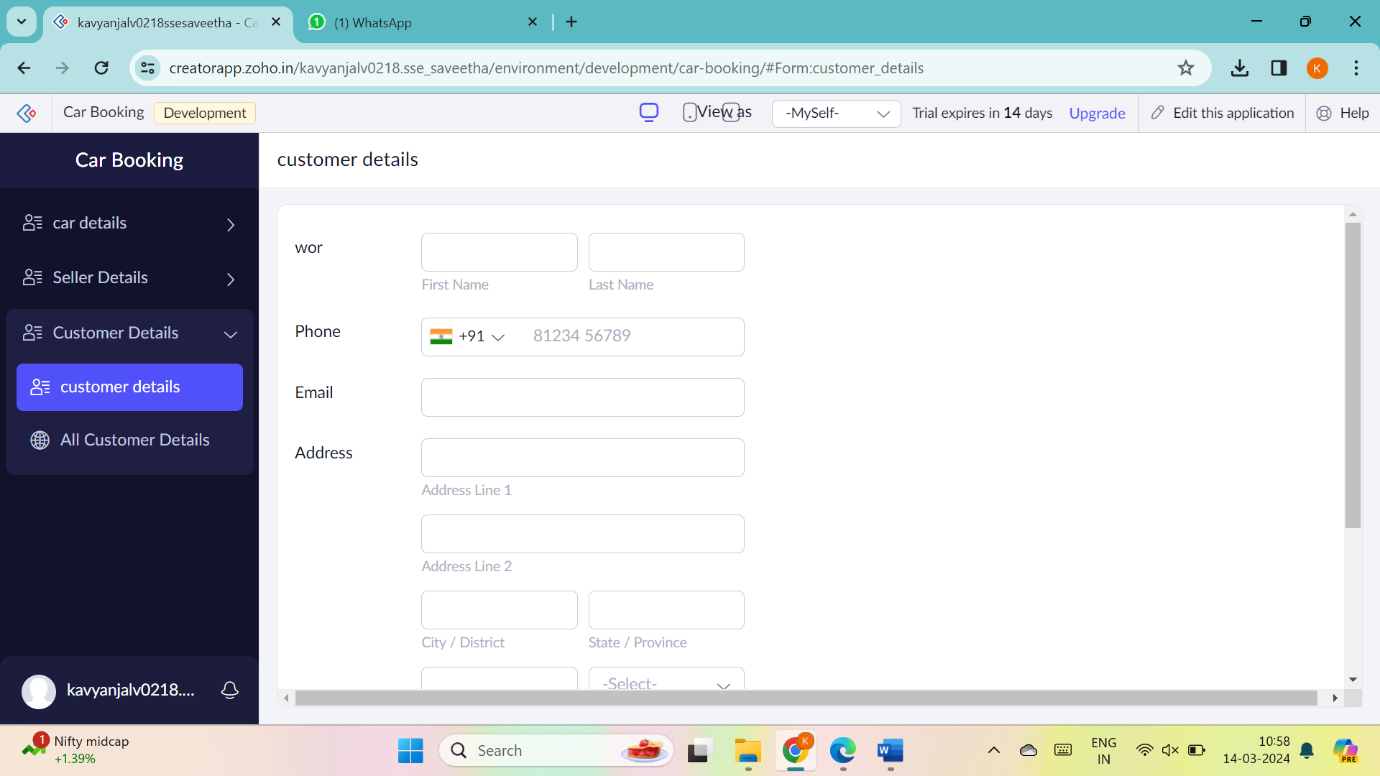 kavyanjalv0218ssesaveetha - Ca
1 (1) WhatsApp
creatorapp.zoho.in/kavyanjalv0218.sse_saveetha/environment/development/car-booking/#Form:customer_details
K
Car Booking Development View as -MySelf- Trial expires in 14 days Upgrade Edit this application Help
Car Booking
customer details
car details
Seller Details
Customer Details
customer details
All Customer Details
kavyanjalv0218....
wor
First Name Last Name
Phone +91 81234 56789
Email
Address
Address Line 1
Address Line 2
City / District State / Province
-Select-
1 Nifty midcap
+1.39%
Search
K
W
ENG
IN
10:58
14-03-2024
PRE